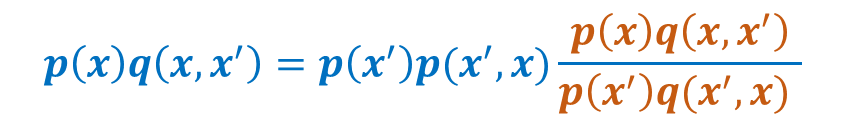 p(x)q(x, x′) = p(x′)p(x′, x) p(x)q(x, x′) / p(x′)q(x′, x)